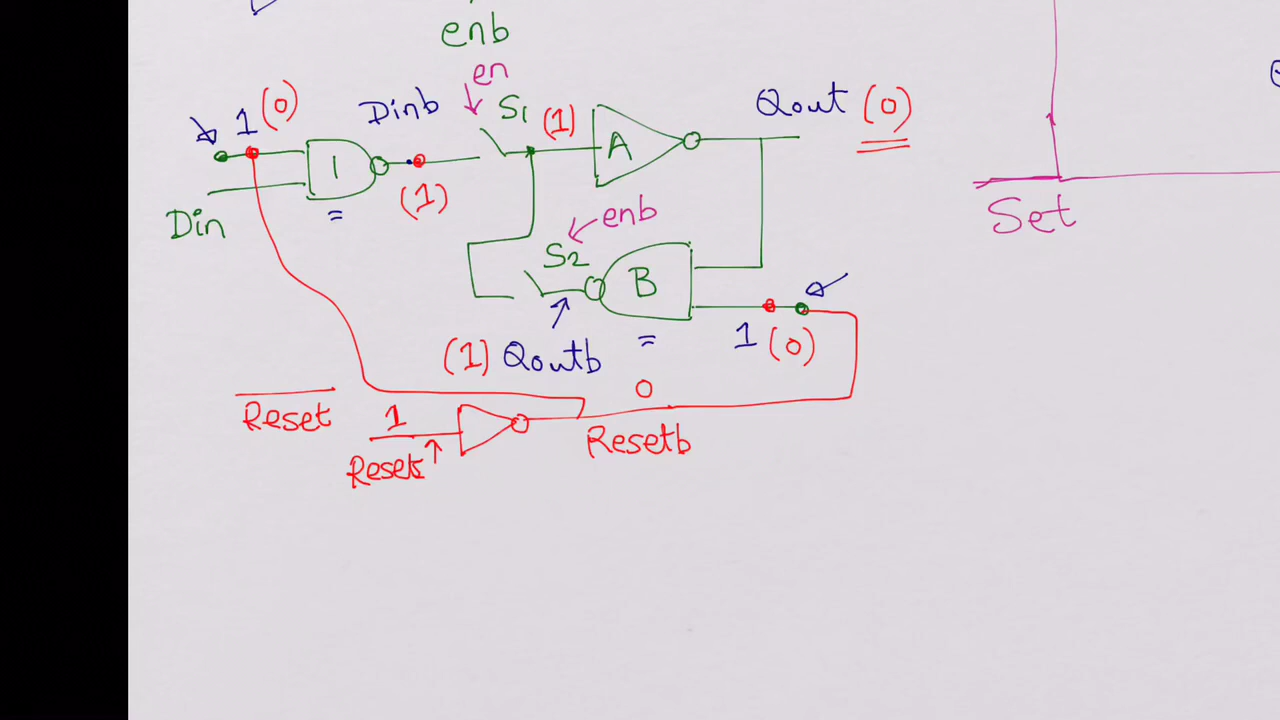 enb
en
1 (0)
Dinb
S1
(1)
A
Qout (0)
1
(1)
Din
=
enb
S2
B
Set
(1) Qoutb
=
1 (0)
0
Reset
1
Reset
Resetb